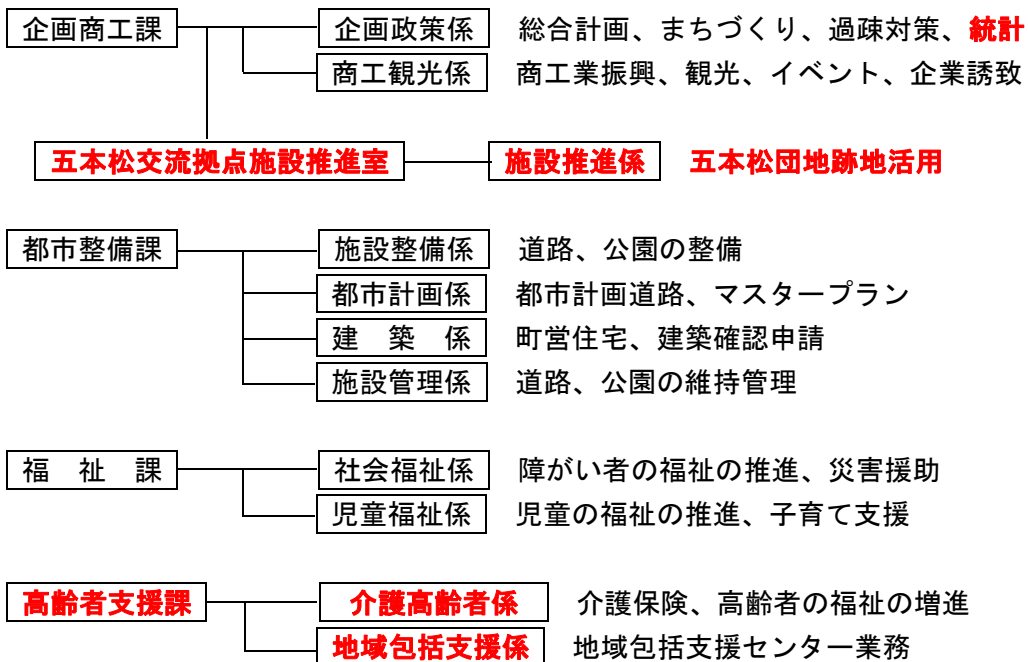 企画商工課 企画政策係 総合計画、まちづくり、過疎対策、統計
商工観光係 商工業振興、観光、イベント、企業誘致
五本松交流拠点施設推進室 施設推進係 五本松団地跡地活用
都市整備課 施設整備係 道路、公園の整備
都市計画係 都市計画道路、マスタープラン
建 築 係 町営住宅、建築確認申請
施設管理係 道路、公園の維持管理
福 祉 課 社会福祉係 障がい者の福祉の推進、災害援助
児童福祉係 児童の福祉の推進、子育て支援
高齢者支援課 介護高齢者係 介護保険、高齢者の福祉の増進
地域包括支援係 地域包括支援センター業務